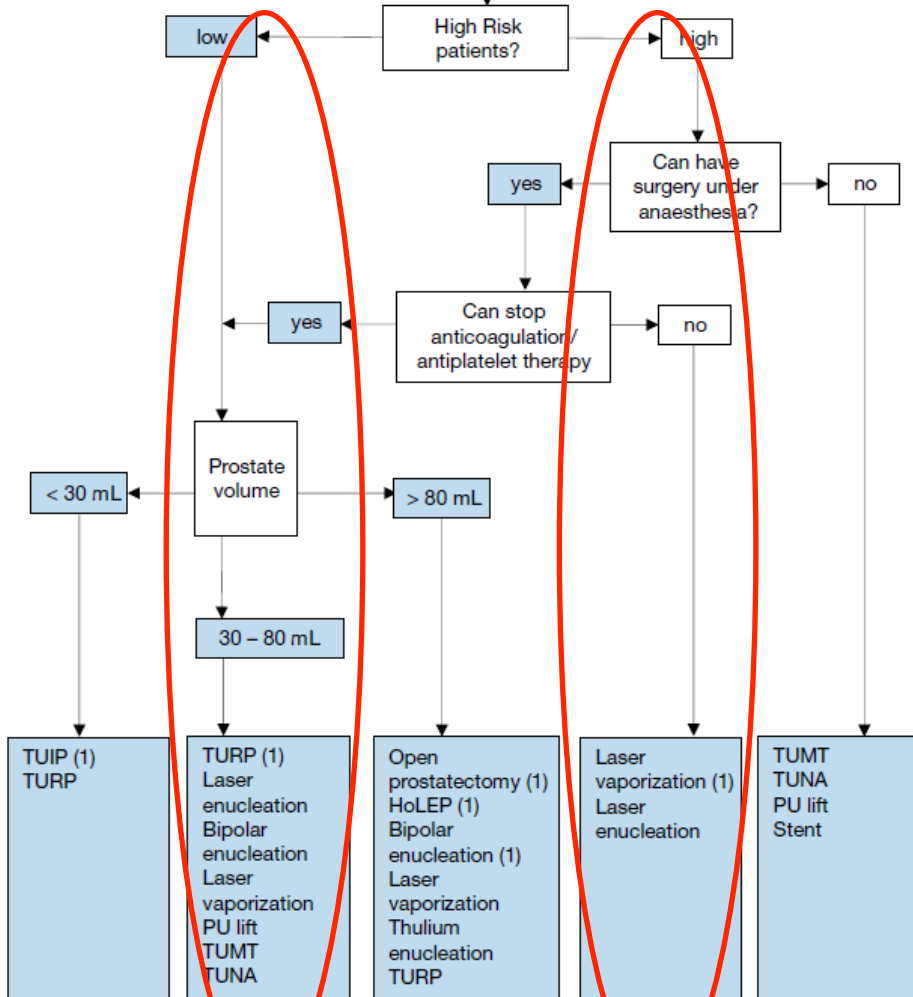 low
High Risk
patients?
high
Can have
surgery under
anaesthesia?
yes
no
Can stop
anticoagulation/
antiplatelet therapy
yes
no
Prostate
volume
< 30 mL
> 80 mL
30 – 80 mL
TUIP (1)
TURP
TURP (1)
Laser
enucleation
Bipolar
enucleation
Laser
vaporization
PU lift
TUMT
TUNA
Open
prostatectomy (1)
HoLEP (1)
Bipolar
enucleation (1)
Laser
vaporization
Thulium
enucleation
TURP
Laser
vaporization (1)
Laser
enucleation
TUMT
TUNA
PU lift
Stent